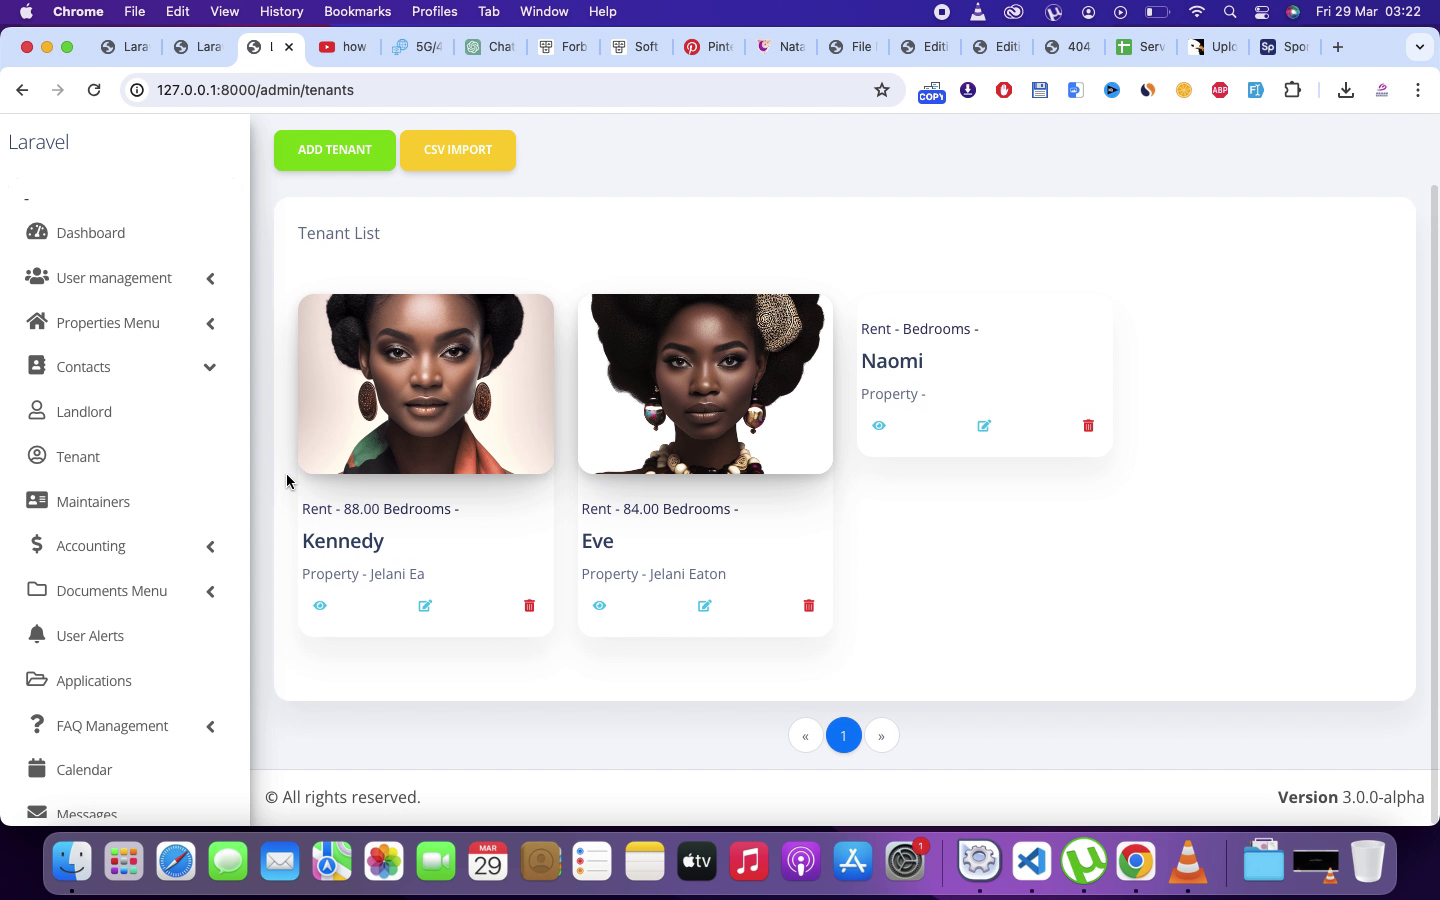 Chrome File Edit View History Bookmarks Profiles Tab Window Help Fri 29 Mar 03:22
Lara Lara how 5G/4 Chat Forb Soft Pint Nata File Editi Editi 404 Serv Uplo Spo
127.0.0.1:8000/admin/tenants
COPY ABP
Laravel
ADD TENANT CSV IMPORT
-
Dashboard
User management
Properties Menu
Contacts
Landlord
Tenant
Maintainers
Accounting
Documents Menu
User Alerts
Applications
FAQ Management
Calendar
Messages
Tenant List
Rent - 88.00 Bedrooms -
Kennedy
Property - Jelani Ea
Rent - 84.00 Bedrooms -
Eve
Property - Jelani Eaton
Rent - Bedrooms -
Naomi
Property -
« 1 »
© All rights reserved. Version 3.0.0-alpha
MAR
29
tv
1